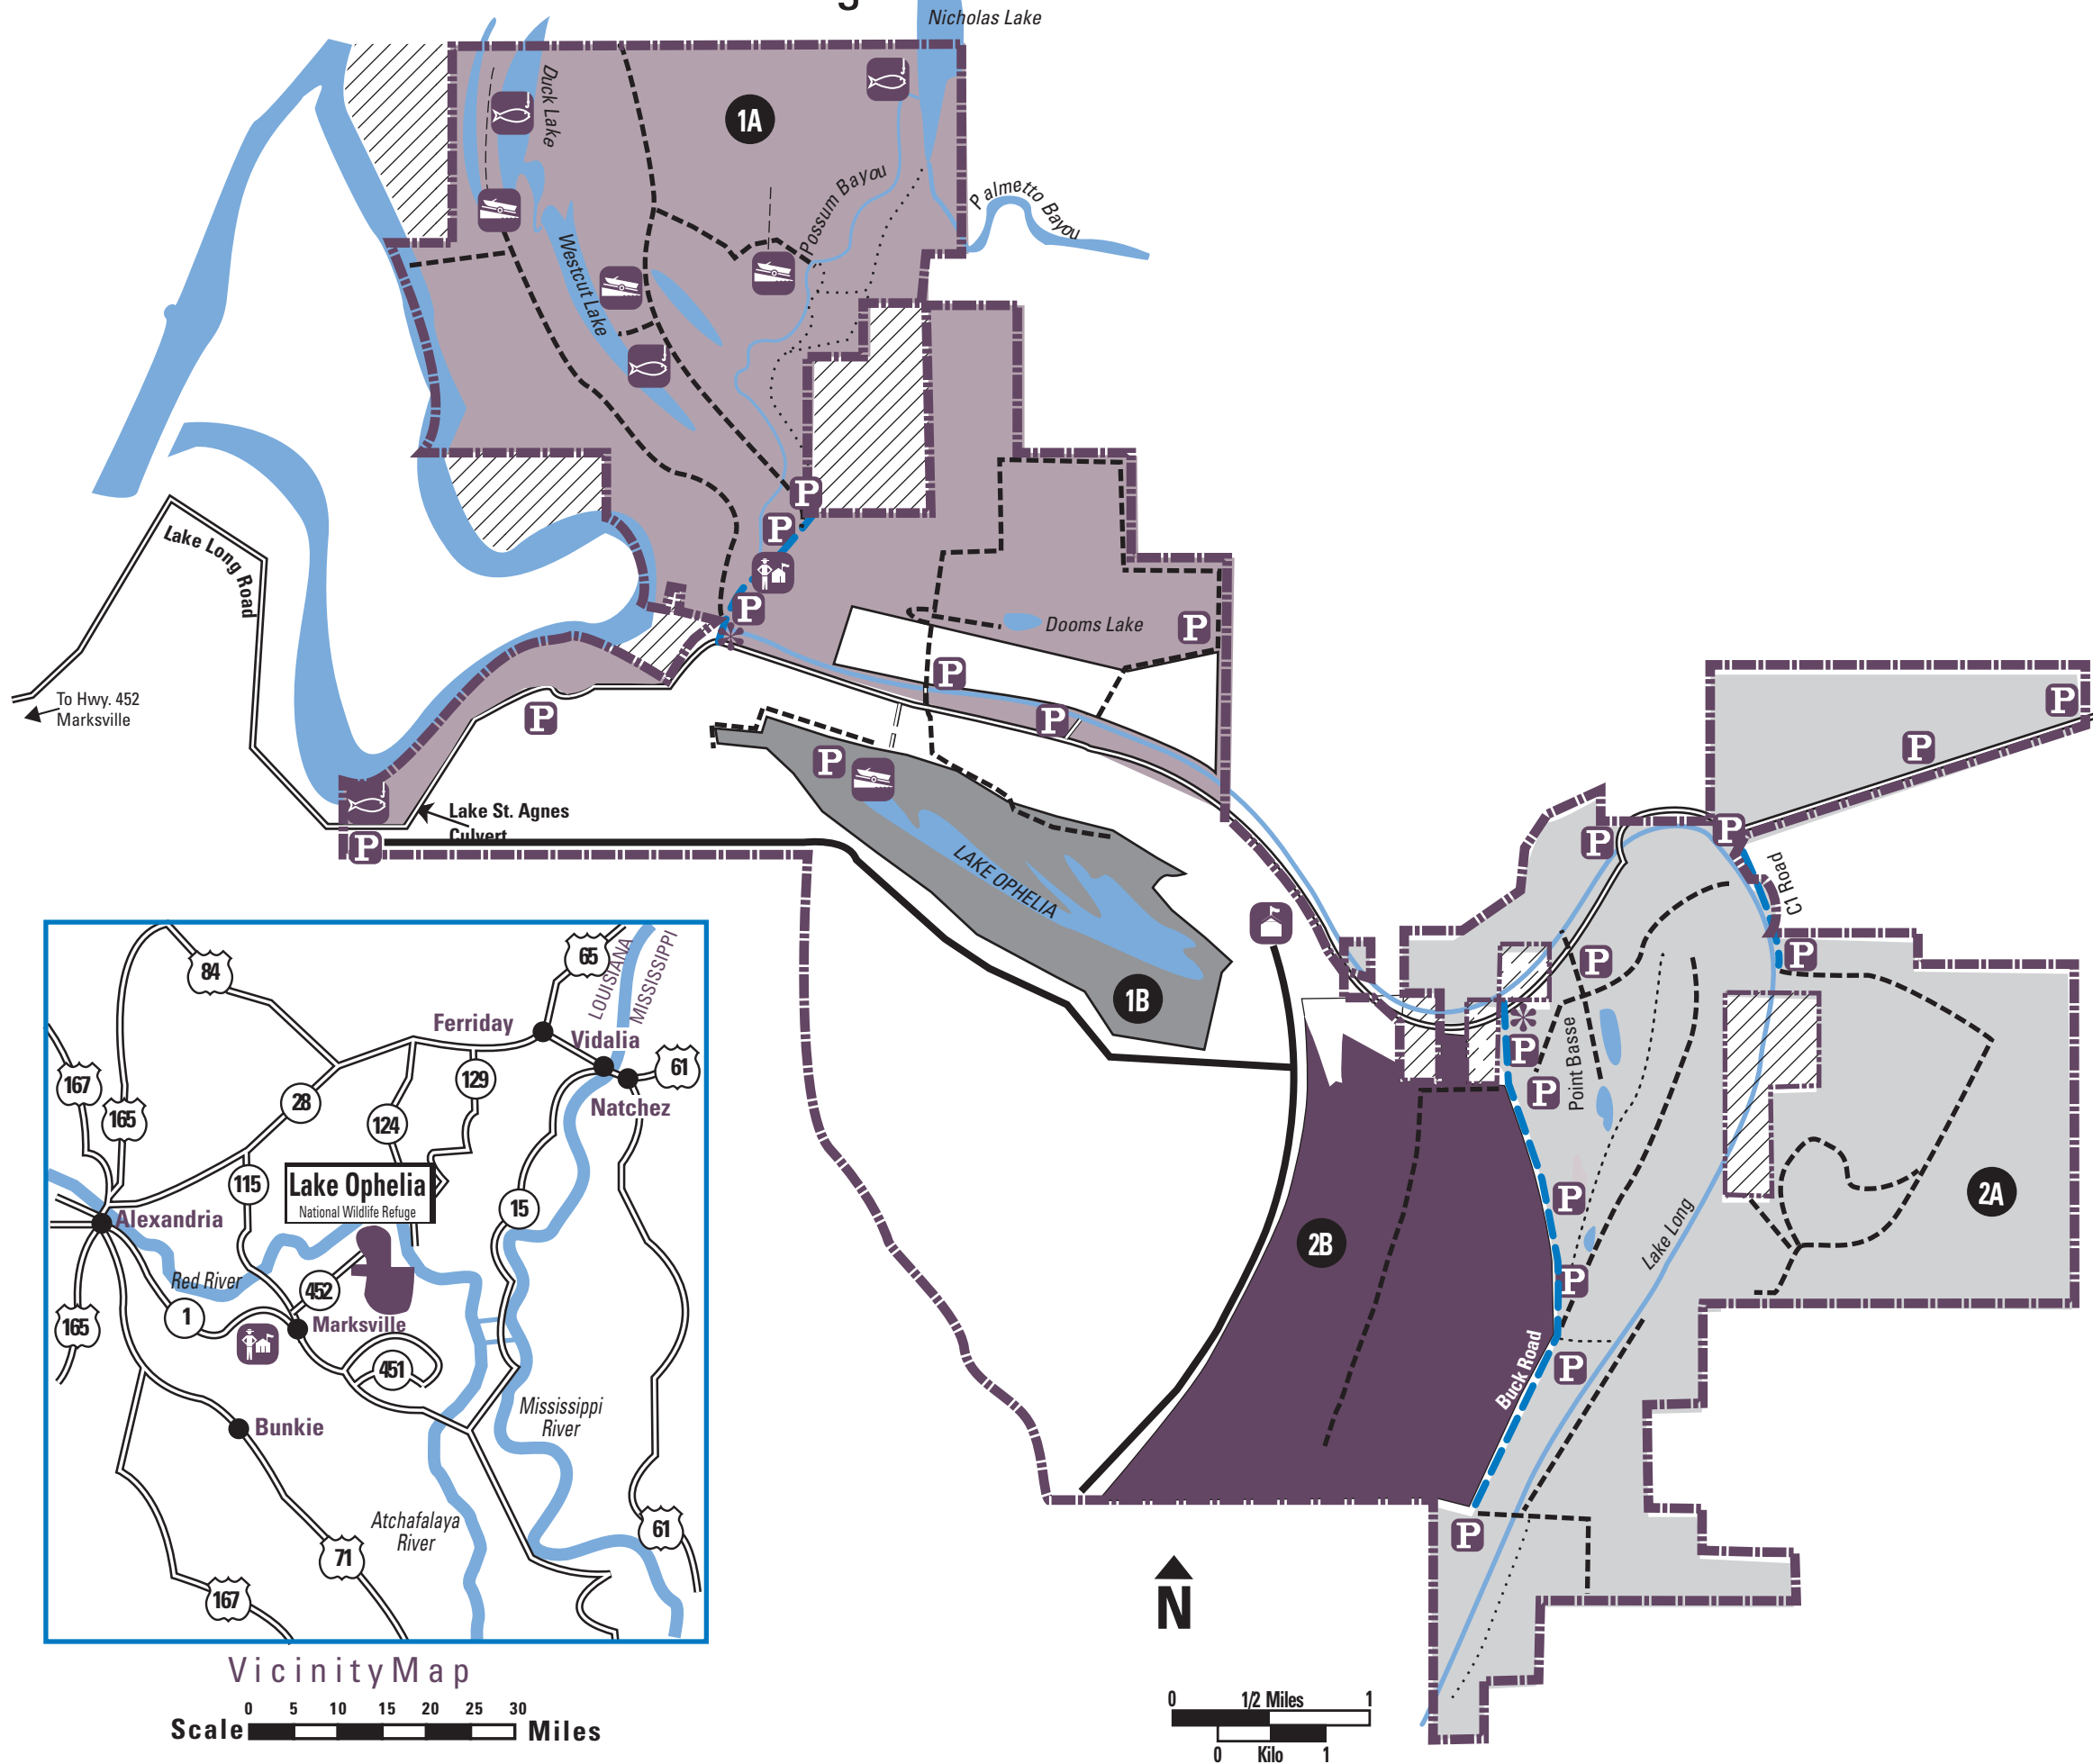 Nicholas Lake
Duck Lake
1A
Possum Bayou
Palmetto Bayou
Westcut Lake
P
P
P
Lake Long Road
Dooms Lake
P
P
P
P
P
P
P
To Hwy. 452
Marksville
P
Lake St. Agnes
Culvert
P
LAKE OPHELIA
1B
P
P
C1 Road
P
P
Point Basse
P
P
2A
P
Lake Long
2B
P
Buck Road
P
P
84
65
LOUISIANA
MISSISSIPPI
Ferriday
Vidalia
61
167
165
28
129
124
Natchez
Lake Ophelia
National Wildlife Refuge
115
15
Alexandria
Red River
452
1
165
Marksville
451
Mississippi
River
Bunkie
Atchafalaya
River
71
61
167
Vicinity Map
0 5 10 15 20 25 30
Scale Miles
N
0 1/2 Miles 1
0 Kilo 1